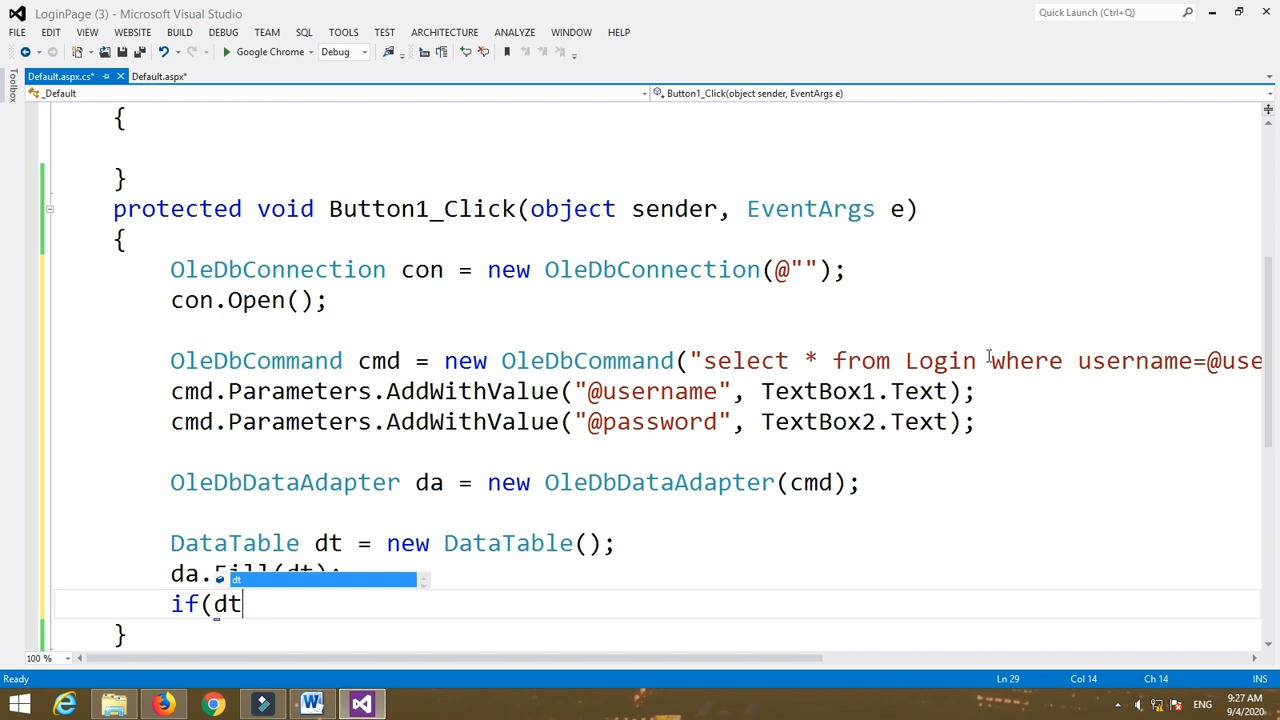 LoginPage (3) - Microsoft Visual Studio
Quick Launch (Ctrl+Q)
FILE EDIT VIEW WEBSITE BUILD DEBUG TEAM SQL TOOLS TEST ARCHITECTURE ANALYZE WINDOW HELP
Google Chrome Debug
Default.aspx.cs* Default.aspx*
Toolbox
_Default Button1_Click(object sender, EventArgs e)
{
}
protected void Button1_Click(object sender, EventArgs e)
{
OleDbConnection con = new OleDbConnection(@"");
con.Open();
OleDbCommand cmd = new OleDbCommand("select * from Login where username=@use
cmd.Parameters.AddWithValue("@username", TextBox1.Text);
cmd.Parameters.AddWithValue("@password", TextBox2.Text);
OleDbDataAdapter da = new OleDbDataAdapter(cmd);
DataTable dt = new DataTable();
da.Fill(dt);
dt
if(dt
}
100 %
Ready Ln 29 Col 14 Ch 14 INS
ENG 9:27 AM
9/4/2020